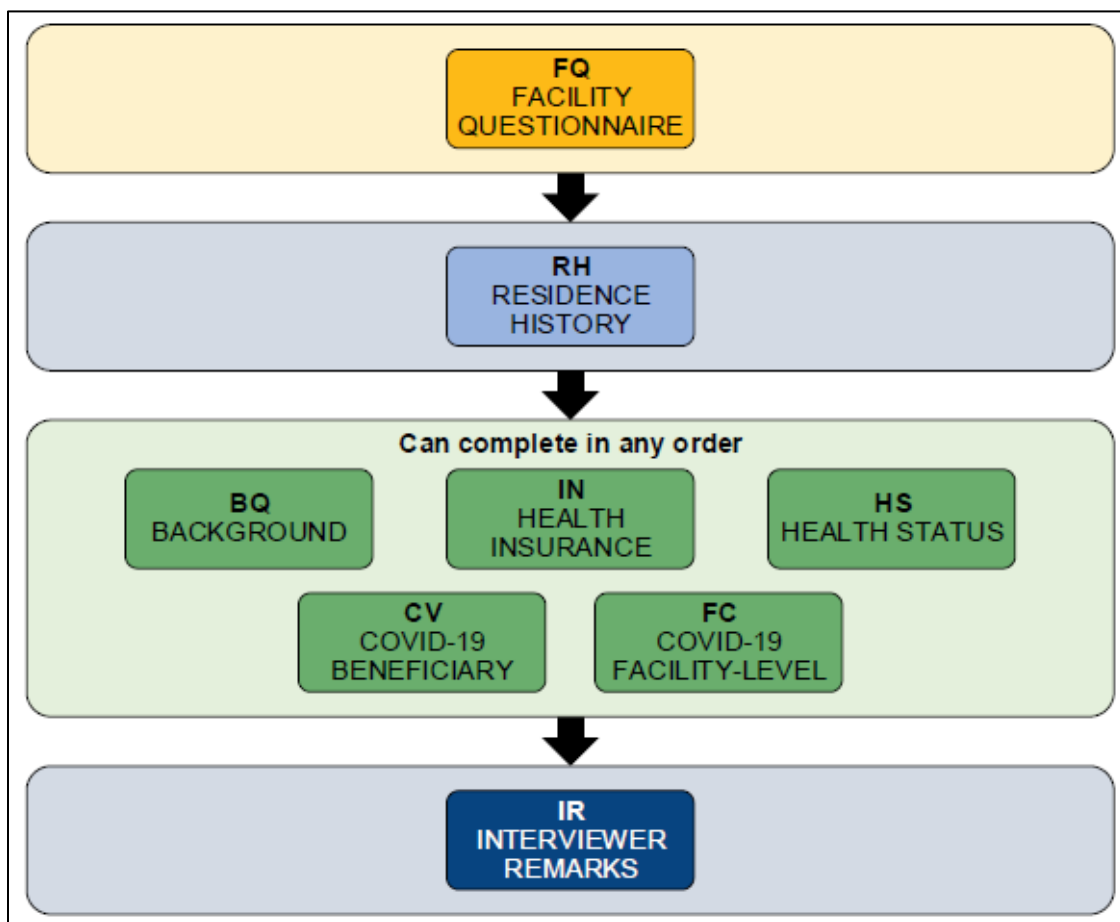 FQ
FACILITY
QUESTIONNAIRE
RH
RESIDENCE
HISTORY
Can complete in any order
BQ
BACKGROUND
IN
HEALTH
INSURANCE
HS
HEALTH STATUS
CV
COVID-19
BENEFICIARY
FC
COVID-19
FACILITY-LEVEL
IR
INTERVIEWER
REMARKS